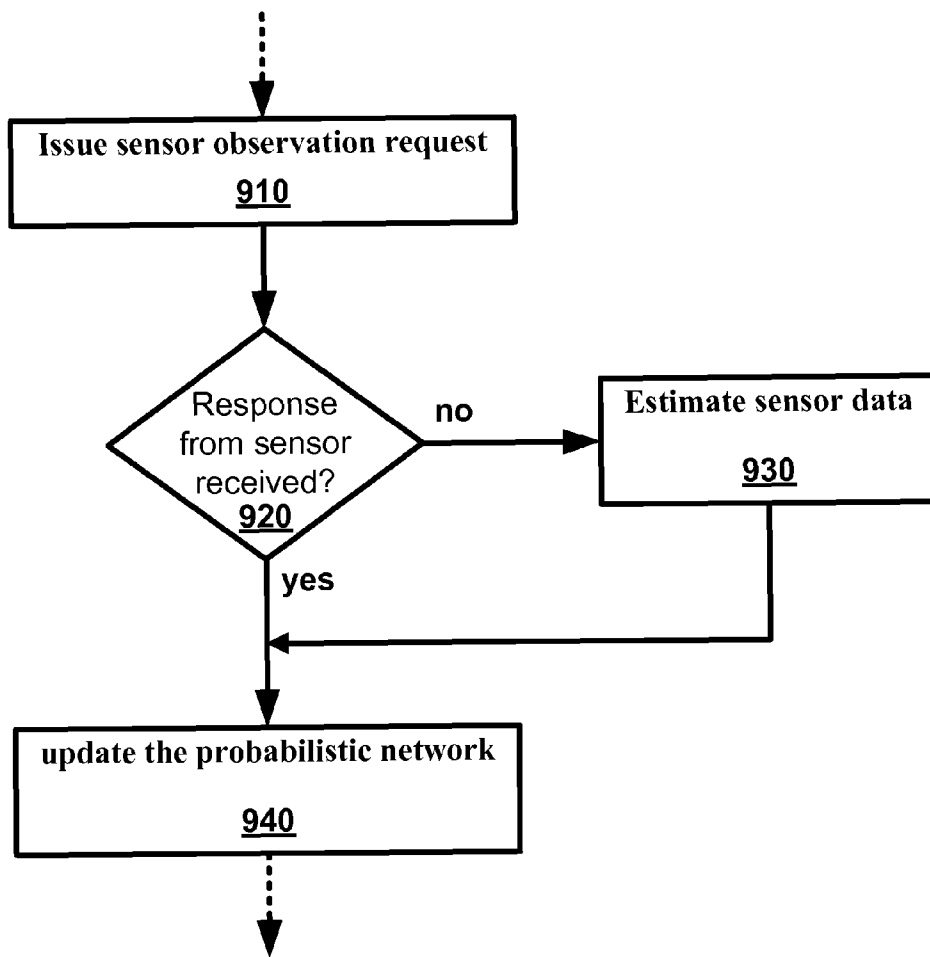 Issue sensor observation request
910
Response
from sensor
received?
920
no
Estimate sensor data
930
yes
update the probabilistic network
940